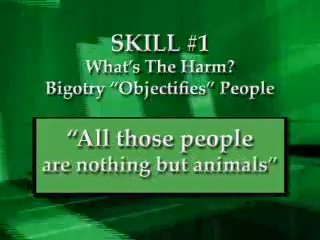 SKILL #1
What's The Harm?
Bigotry “Objectifies” People
“All those people
are nothing but animals”